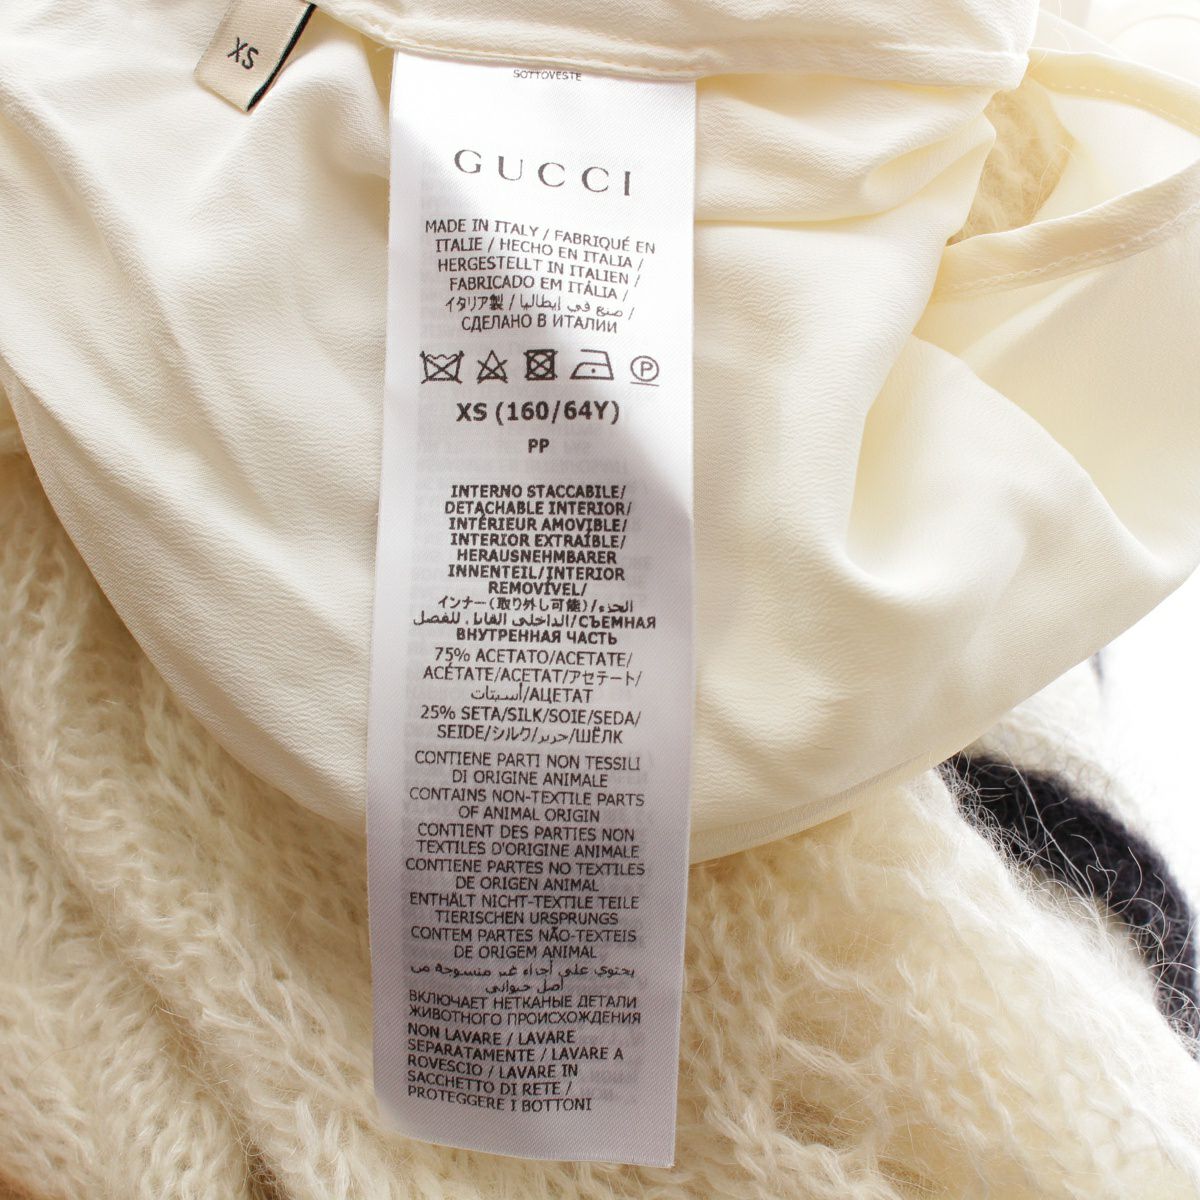 XS
SOTTOVESTE
GUCCI
MADE IN ITALY / FABRIQUÉ EN
ITALIE / HECHO EN ITALIA /
HERGESTELLT IN ITALIEN /
FABRICADO EM ITÁLIA /
イタリア製 / صنع في إيطاليا /
СДЕЛАНО В ИТАЛИИ
P
XS (160/64Y)
PP
INTERNO STACCABILE/
DETACHABLE INTERIOR/
INTÉRIEUR AMOVIBLE/
INTERIOR EXTRAÍBLE/
HERAUSNEHMBARER
INNENTEIL/INTERIOR
REMOVÍVEL/
インナー(取り外し可能)/الجزء
الداخلي القابل للفصل/СЪЕМНАЯ
ВНУТРЕННАЯ ЧАСТЬ
75% ACETATO/ACETATE/
ACÉTATE/ACETAT/アセテート/
أسيتات/АЦЕТАТ
25% SETA/SILK/SOIE/SEDA/
SEIDE/シルク/حرير/ШЁЛК
CONTIENE PARTI NON TESSILI
DI ORIGINE ANIMALE
CONTAINS NON-TEXTILE PARTS
OF ANIMAL ORIGIN
CONTIENT DES PARTIES NON
TEXTILES D'ORIGINE ANIMALE
CONTIENE PARTES NO TEXTILES
DE ORIGEN ANIMAL
ENTHÄLT NICHT-TEXTILE TEILE
TIERISCHEN URSPRUNGS
CONTEM PARTES NÃO-TEXTEIS
DE ORIGEM ANIMAL
يحتوي على أجزاء غير منسوجة من
أصل حيواني
ВКЛЮЧАЕТ НЕТКАНЫЕ ДЕТАЛИ
ЖИВОТНОГО ПРОИСХОЖДЕНИЯ
NON LAVARE / LAVARE
SEPARATAMENTE / LAVARE A
ROVESCIO / LAVARE IN
SACCHETTO DI RETE /
PROTEGGERE I BOTTONI